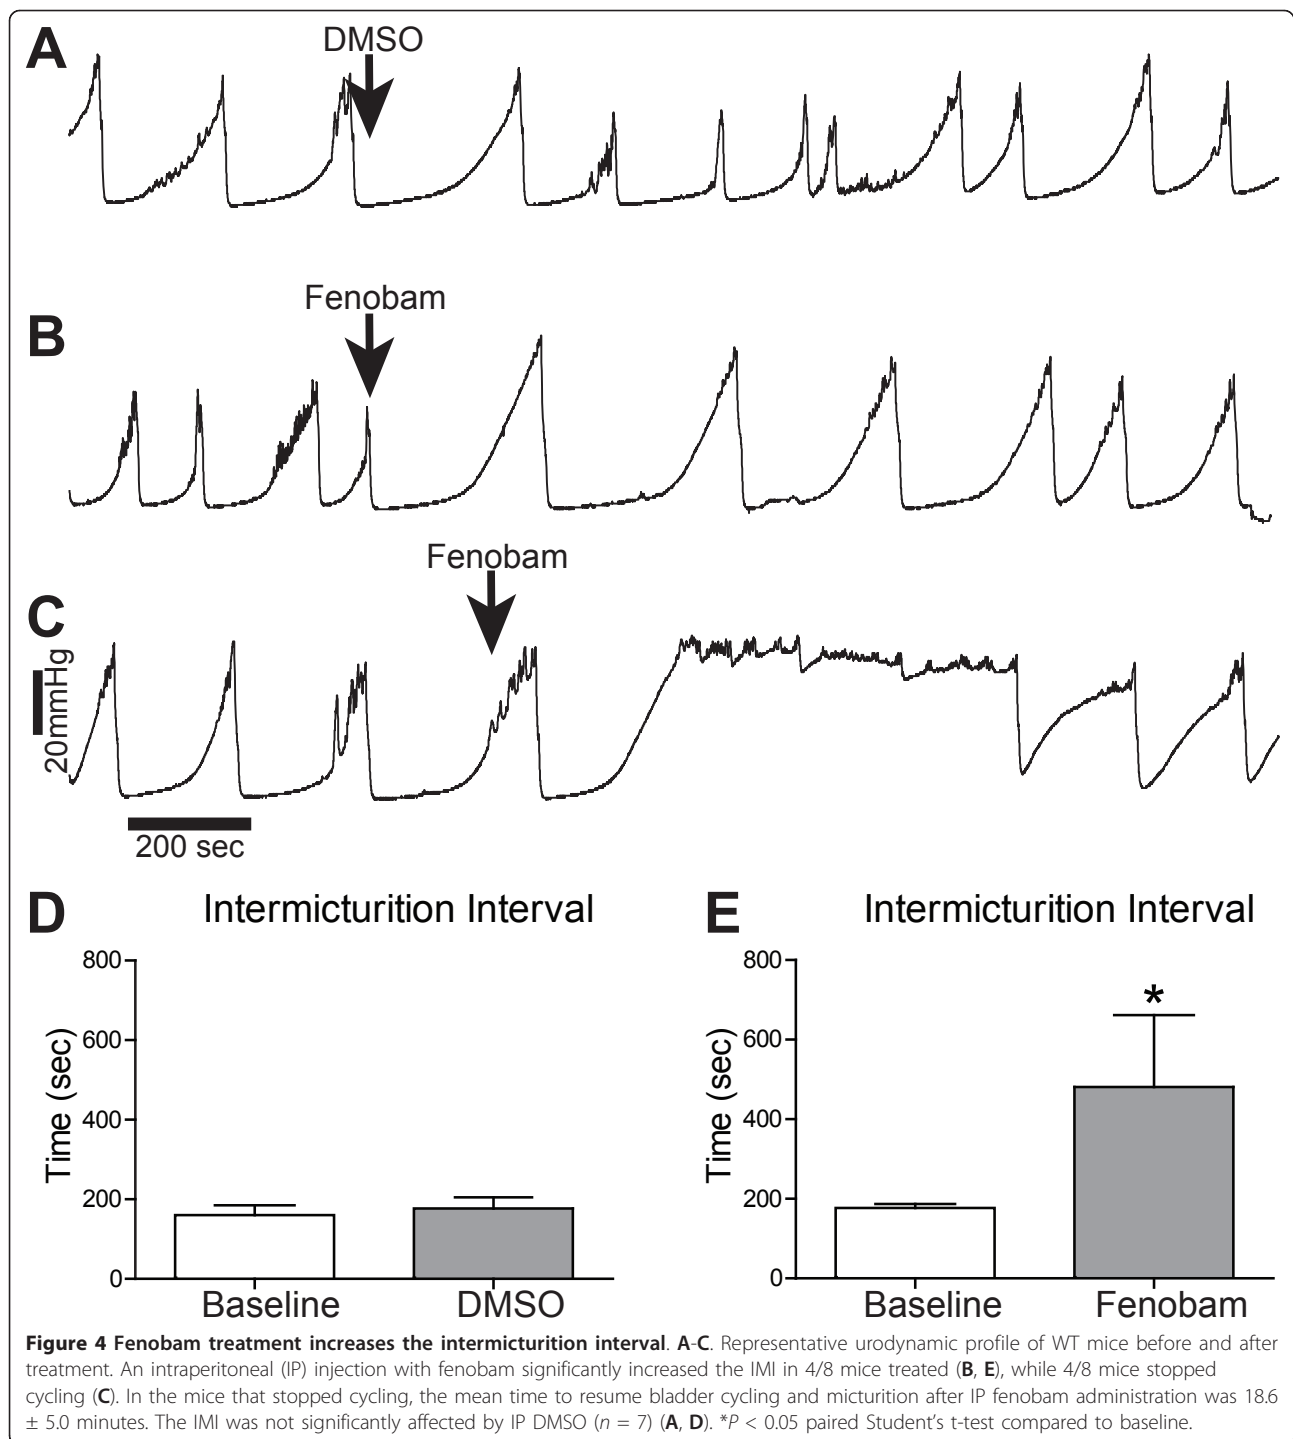 A
DMSO
B
Fenobam
C
Fenobam
20mmHg
200 sec
D
Intermicturition Interval
800
600
400
200
0
Time (sec)
Baseline
DMSO
E
Intermicturition Interval
800
600
400
200
0
Time (sec)
*
Baseline
Fenobam
Figure 4 Fenobam treatment increases the intermicturition interval. A-C. Representative urodynamic profile of WT mice before and after
treatment. An intraperitoneal (IP) injection with fenobam significantly increased the IMI in 4/8 mice treated (B, E), while 4/8 mice stopped
cycling (C). In the mice that stopped cycling, the mean time to resume bladder cycling and micturition after IP fenobam administration was 18.6
± 5.0 minutes. The IMI was not significantly affected by IP DMSO (n = 7) (A, D). *P < 0.05 paired Student's t-test compared to baseline.